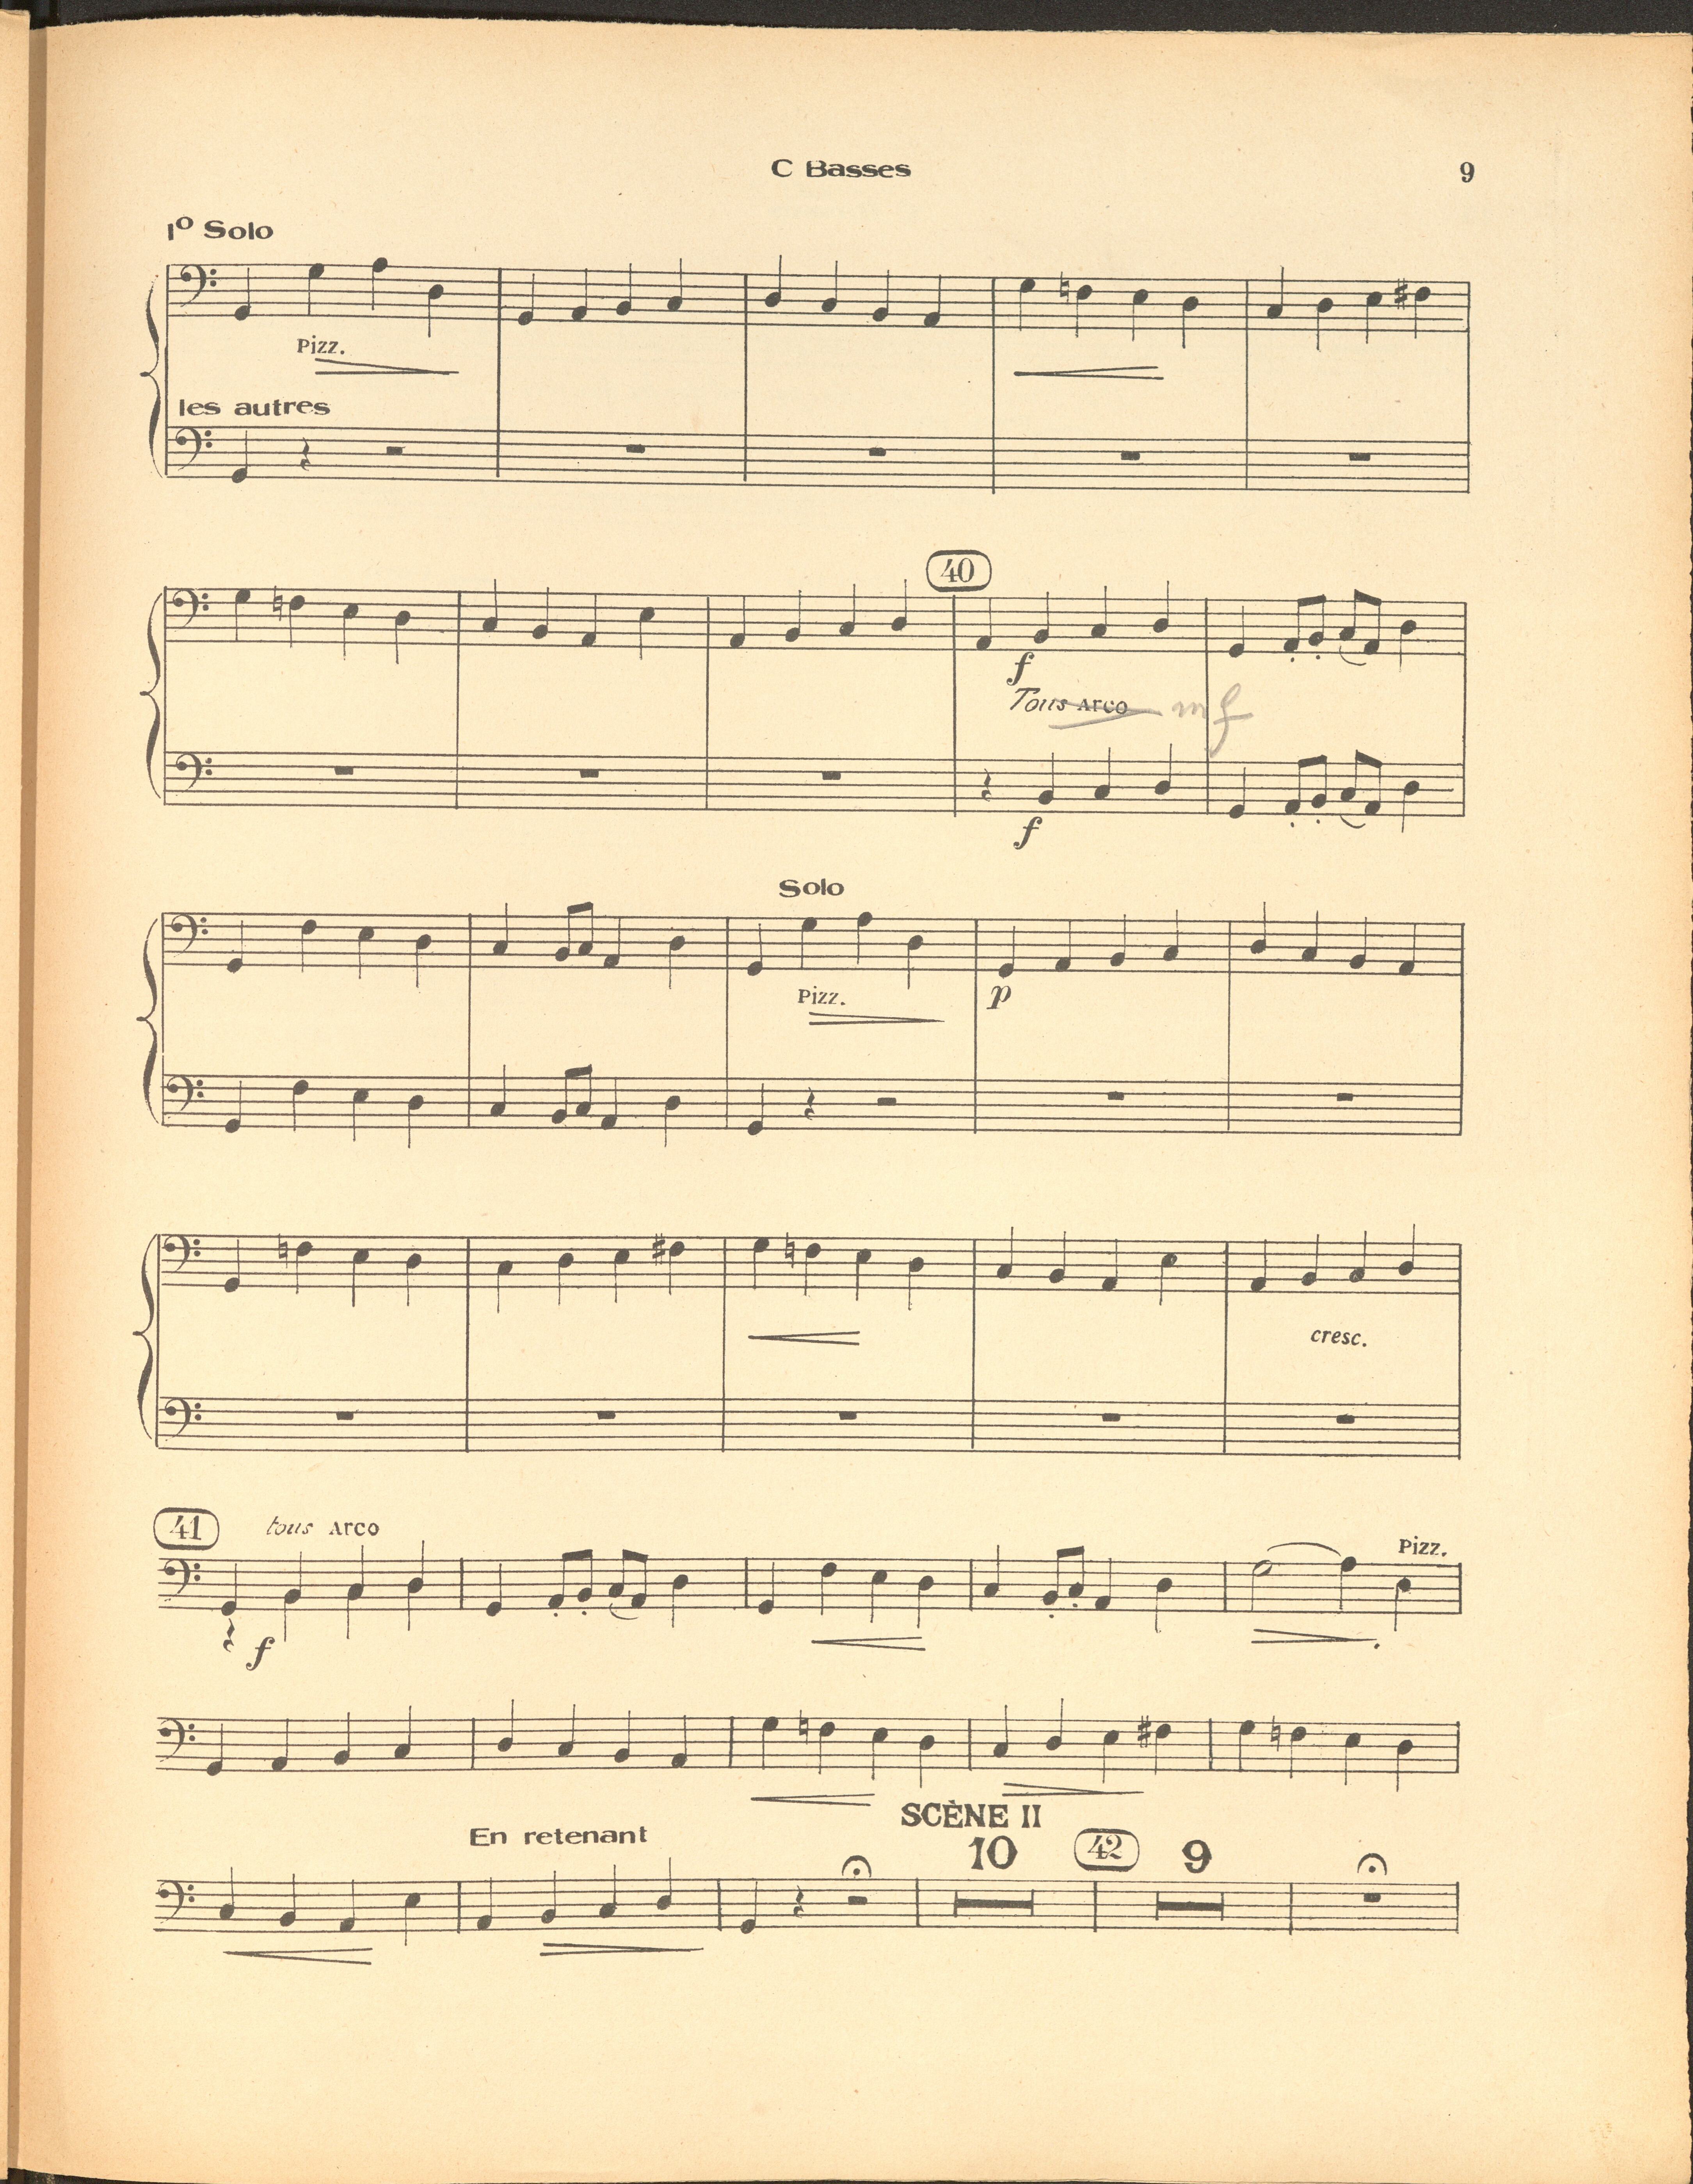 C Basses
9
1º Solo
Pizz.
les autres
40
f
Tous Arco mf
f
Solo
Pizz.
p
cresc.
41 tous Arco
Pizz.
f
SCÈNE II
En retenant
10 42 9